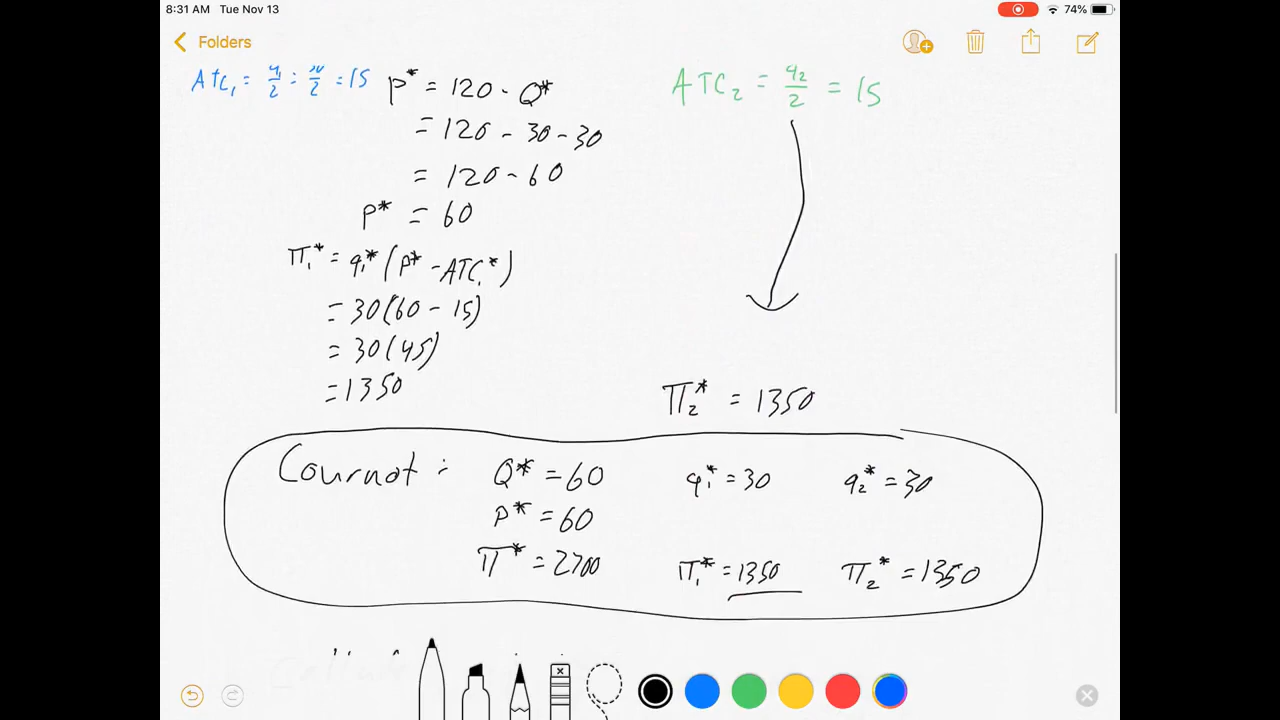 8:31 AM Tue Nov 13
74%
Folders
ATC₁ = q₁/2 = 30/2 = 15
P* = 120 - Q*
= 120 - 30 - 30
= 120 - 60
P* = 60
π₁* = q₁* (P* - ATC₁*)
= 30(60 - 15)
= 30(45)
= 1350
ATC₂ = q₂/2 = 15
π₂* = 1350
Cournot :
Q* = 60
q₁* = 30
q₂* = 30
P* = 60
π* = 2700
π₁* = 1350
π₂* = 1350